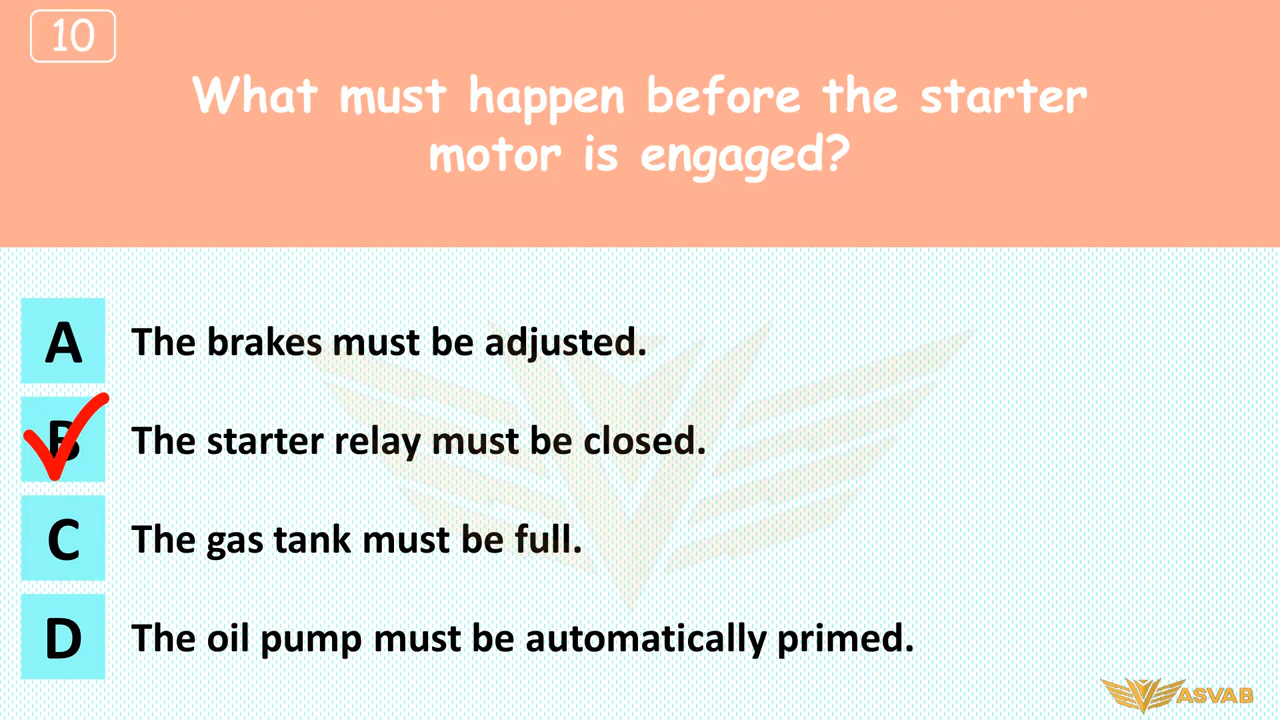 10
What must happen before the starter
motor is engaged?
A
The brakes must be adjusted.
B
The starter relay must be closed.
C
The gas tank must be full.
D
The oil pump must be automatically primed.
ASVAB